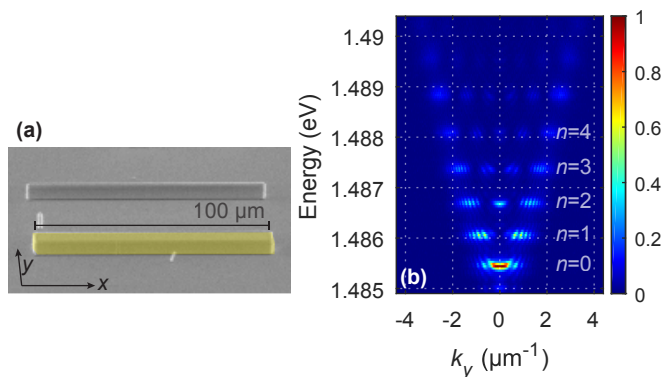 (a)
100 μm
y
x
Energy (eV)
1.49
1.489
1.488
1.487
1.486
1.485
n=4
n=3
n=2
n=1
n=0
(b)
-4 -2 0 2 4
k_y (μm⁻¹)
1
0.8
0.6
0.4
0.2
0